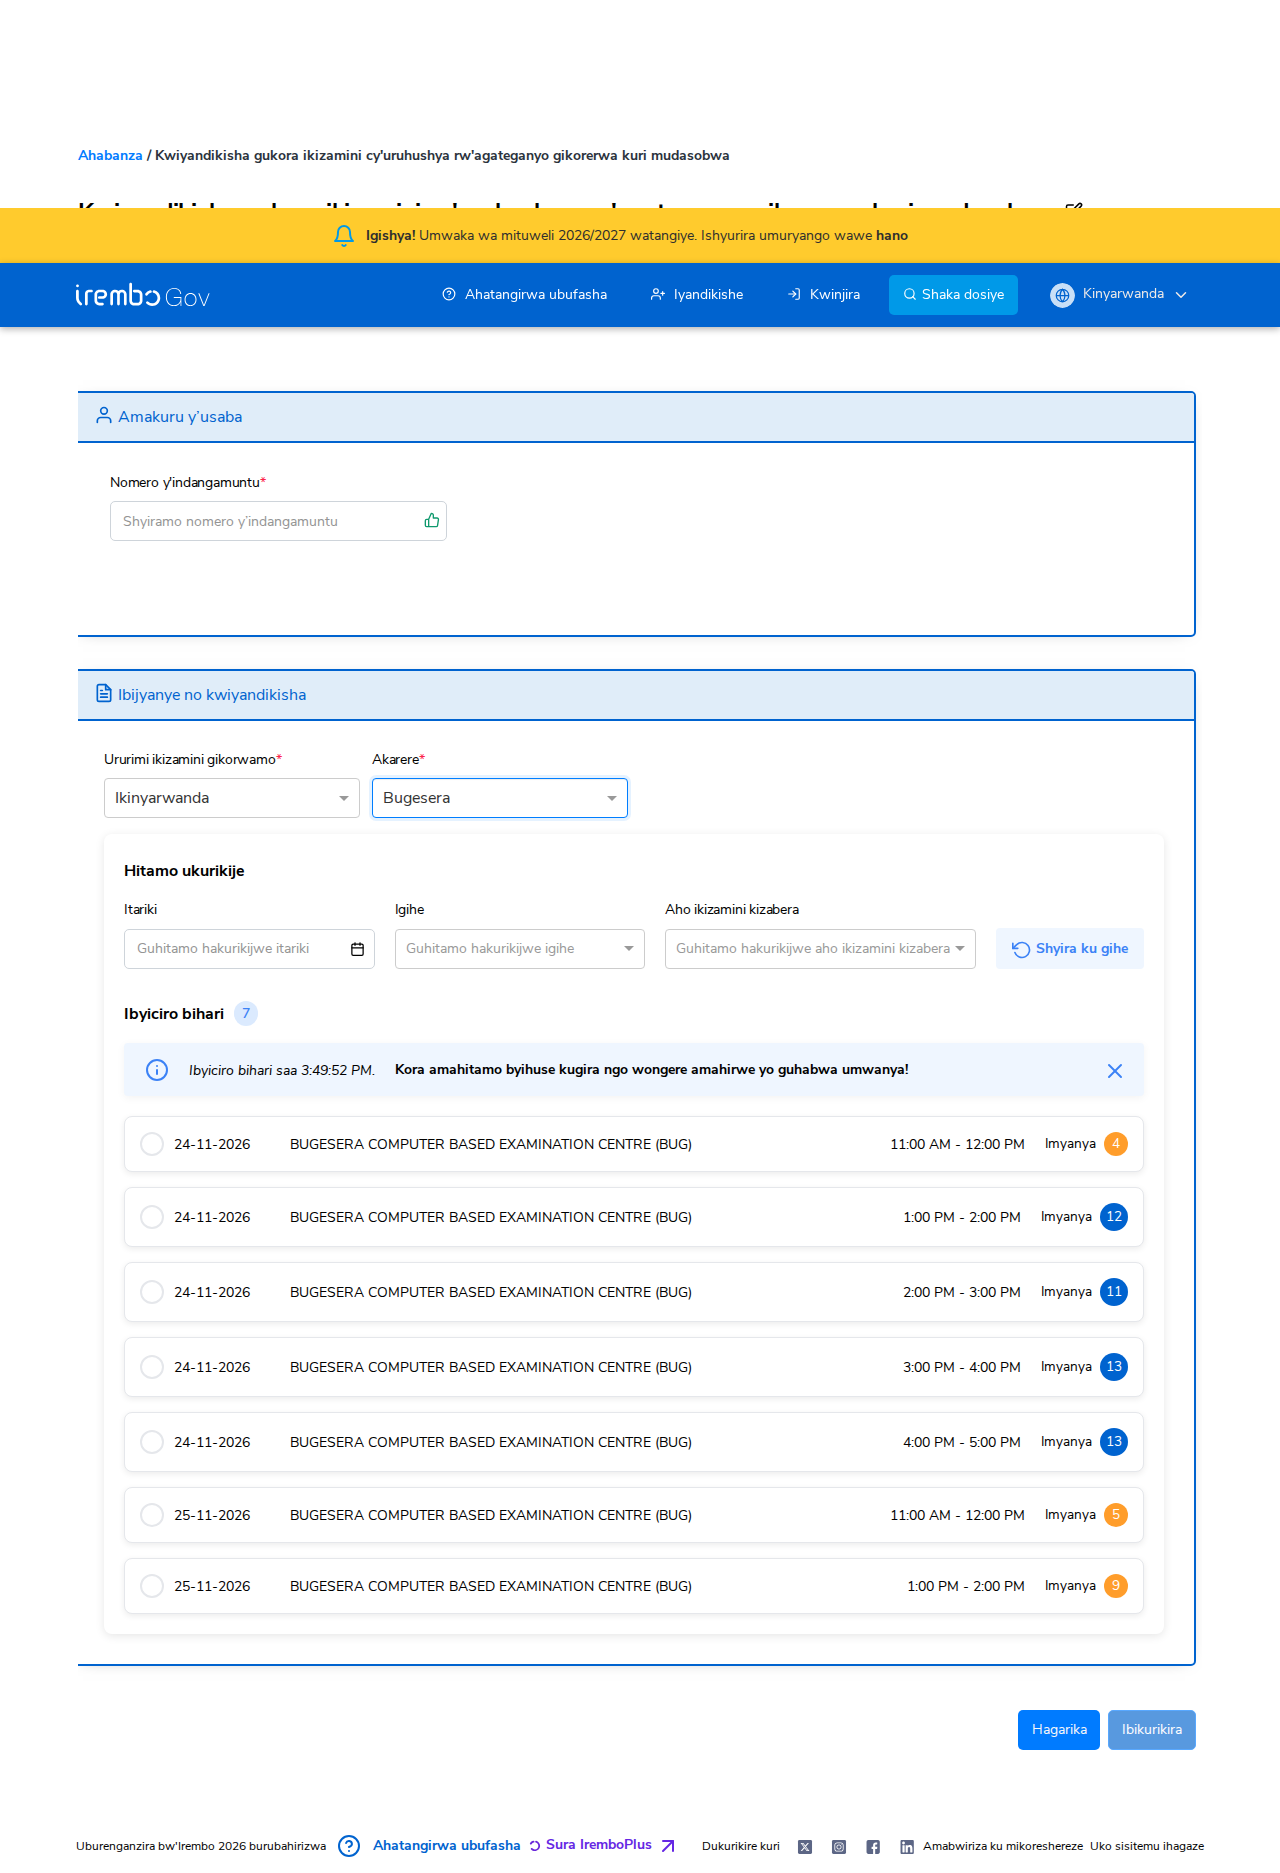 Ahabanza / Kwiyandikisha gukora ikizamini cy'uruhushya rw'agateganyo gikorerwa kuri mudasobwa
Igishya! Umwaka wa mituweli 2026/2027 watangiye. Ishyurira umuryango wawe hano
irembo Gov
Ahatangirwa ubufasha
Iyandikishe
Kwinjira
Shaka dosiye
Kinyarwanda
Amakuru y’usaba
Nomero y'indangamuntu*
Shyiramo nomero y’indangamuntu
Ibijyanye no kwiyandikisha
Ururimi ikizamini gikorwamo* Akarere*
Ikinyarwanda Bugesera
Hitamo ukurikije
Itariki Igihe Aho ikizamini kizabera
Guhitamo hakurikijwe itariki Guhitamo hakurikijwe igihe Guhitamo hakurikijwe aho ikizamini kizabera Shyira ku gihe
Ibyiciro bihari 7
Ibyiciro bihari saa 3:49:52 PM. Kora amahitamo byihuse kugira ngo wongere amahirwe yo guhabwa umwanya!
24-11-2026 BUGESERA COMPUTER BASED EXAMINATION CENTRE (BUG) 11:00 AM - 12:00 PM Imyanya 4
24-11-2026 BUGESERA COMPUTER BASED EXAMINATION CENTRE (BUG) 1:00 PM - 2:00 PM Imyanya 12
24-11-2026 BUGESERA COMPUTER BASED EXAMINATION CENTRE (BUG) 2:00 PM - 3:00 PM Imyanya 11
24-11-2026 BUGESERA COMPUTER BASED EXAMINATION CENTRE (BUG) 3:00 PM - 4:00 PM Imyanya 13
24-11-2026 BUGESERA COMPUTER BASED EXAMINATION CENTRE (BUG) 4:00 PM - 5:00 PM Imyanya 13
25-11-2026 BUGESERA COMPUTER BASED EXAMINATION CENTRE (BUG) 11:00 AM - 12:00 PM Imyanya 5
25-11-2026 BUGESERA COMPUTER BASED EXAMINATION CENTRE (BUG) 1:00 PM - 2:00 PM Imyanya 9
Hagarika Ibikurikira
Uburenganzira bw'Irembo 2026 burubahirizwa Ahatangirwa ubufasha Sura IremboPlus Dukurikire kuri Amabwiriza ku mikoreshereze Uko sisitemu ihagaze